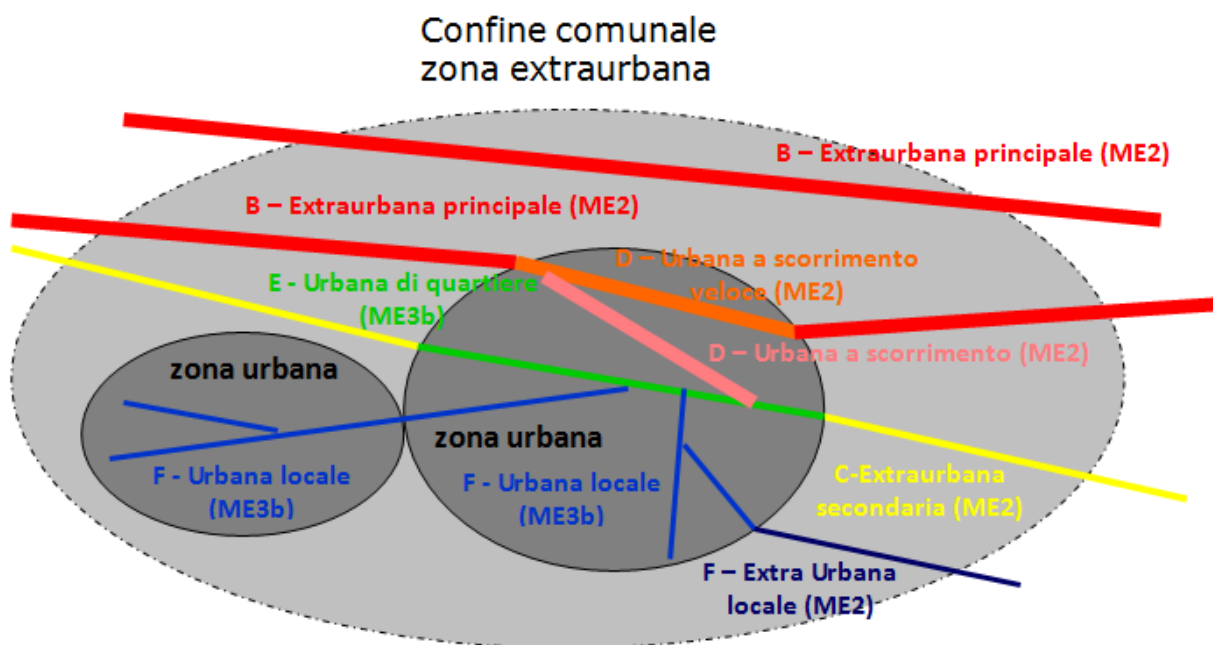 Confine comunale
zona extraurbana
B – Extraurbana principale (ME2)
B – Extraurbana principale (ME2)
D – Urbana a scorrimento
veloce (ME2)
E - Urbana di quartiere
(ME3b)
D – Urbana a scorrimento (ME2)
zona urbana
zona urbana
F - Urbana locale
(ME3b)
F - Urbana locale
(ME3b)
C-Extraurbana
secondaria (ME2)
F – Extra Urbana
locale (ME2)